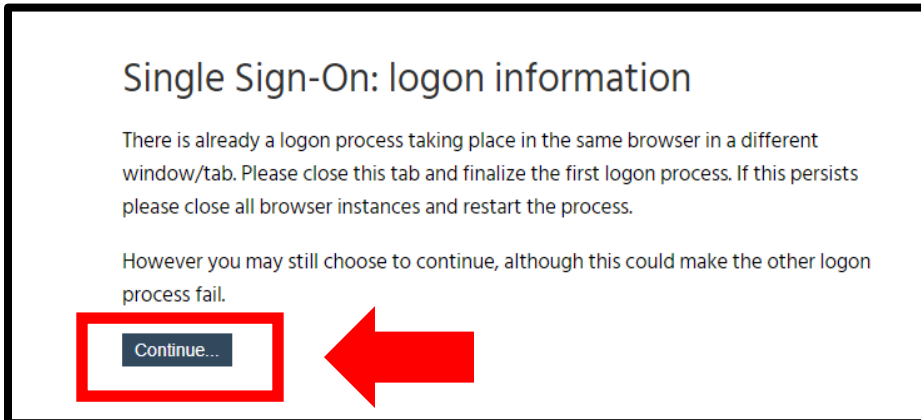 Single Sign-On: logon information
There is already a logon process taking place in the same browser in a different
window/tab. Please close this tab and finalize the first logon process. If this persists
please close all browser instances and restart the process.
However you may still choose to continue, although this could make the other logon
process fail.
Continue...